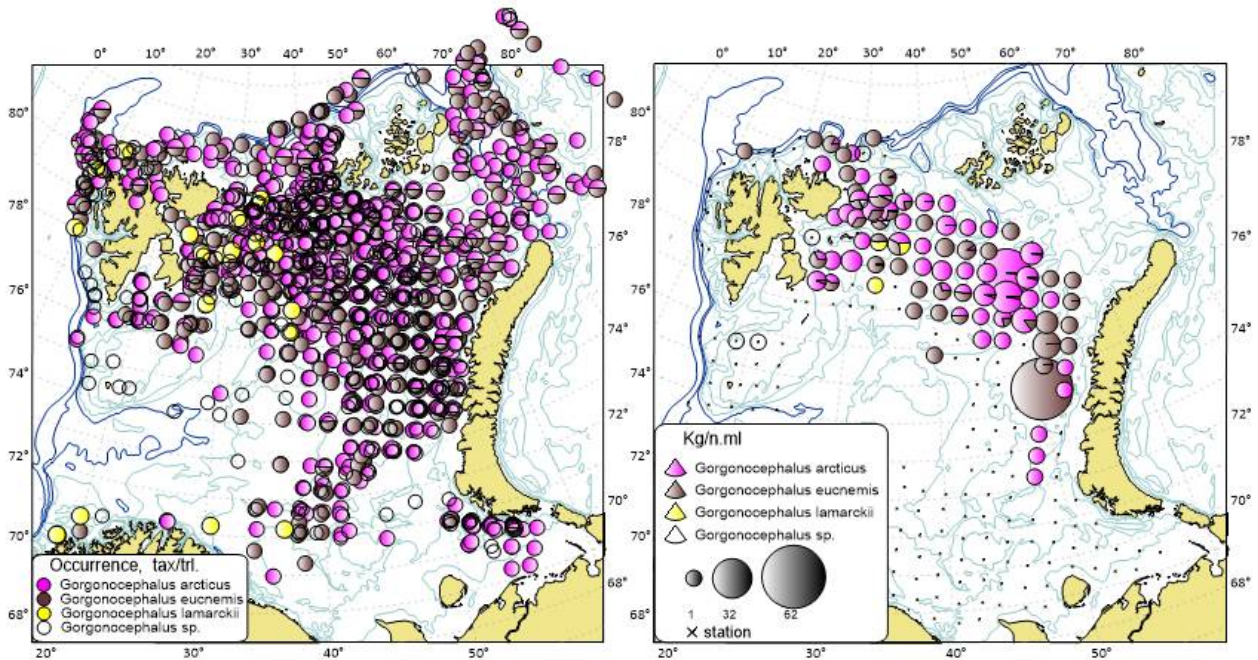 0° 10° 20° 30° 40° 50° 60° 70° 80°
80°
78°
76°
74°
72°
70°
68°
78°
76°
74°
72°
70°
68°
20° 30° 40° 50°
Occurrence, tax/trl.
Gorgonocephalus arcticus
Gorgonocephalus eucnemis
Gorgonocephalus lamarckii
Gorgonocephalus sp.
0° 10° 20° 30° 40° 50° 60° 70° 80°
80°
78°
76°
74°
72°
70°
68°
78°
76°
74°
72°
70°
68°
20° 30° 40° 50°
Kg/n.ml
Gorgonocephalus arcticus
Gorgonocephalus eucnemis
Gorgonocephalus lamarckii
Gorgonocephalus sp.
1 32 62
station